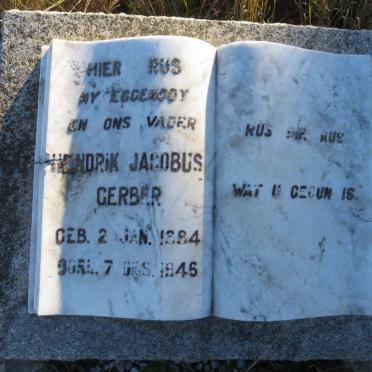 HIER RUS
MY EGGENOOT
EN ONS VADER
HENDRIK JACOBUS
GERBER
GEB. 2 JAN. 1884
OORL. 7 DES. 1946
RUS DIE RUS
WAT U GEGUN IS.